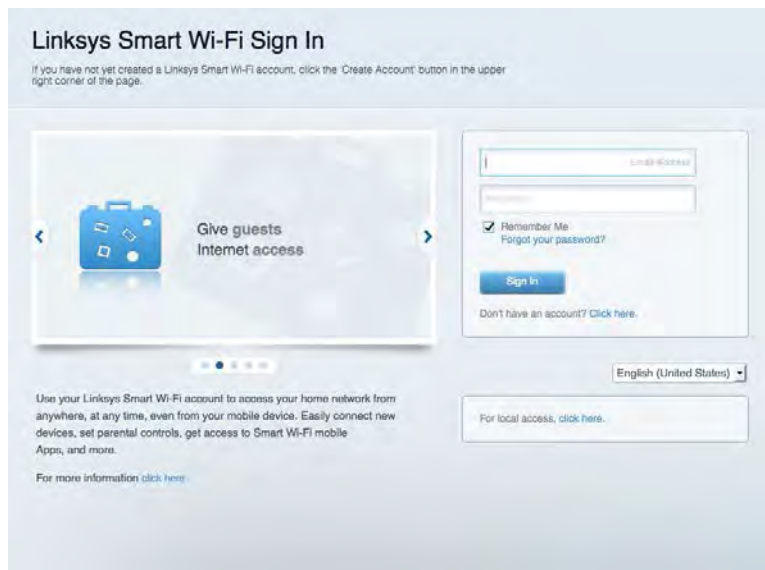 Linksys Smart Wi-Fi Sign In
If you have not yet created a Linksys Smart Wi-Fi account, click the 'Create Account' button in the upper
right corner of the page.
Give guests
Internet access
Email address
Remember Me
Forgot your password?
Sign In
Don't have an account? Click here.
English (United States)
Use your Linksys Smart Wi-Fi account to access your home network from
anywhere, at any time, even from your mobile device. Easily connect new
devices, set parental controls, get access to Smart Wi-Fi mobile
Apps, and more.
For local access, click here.
For more information click here